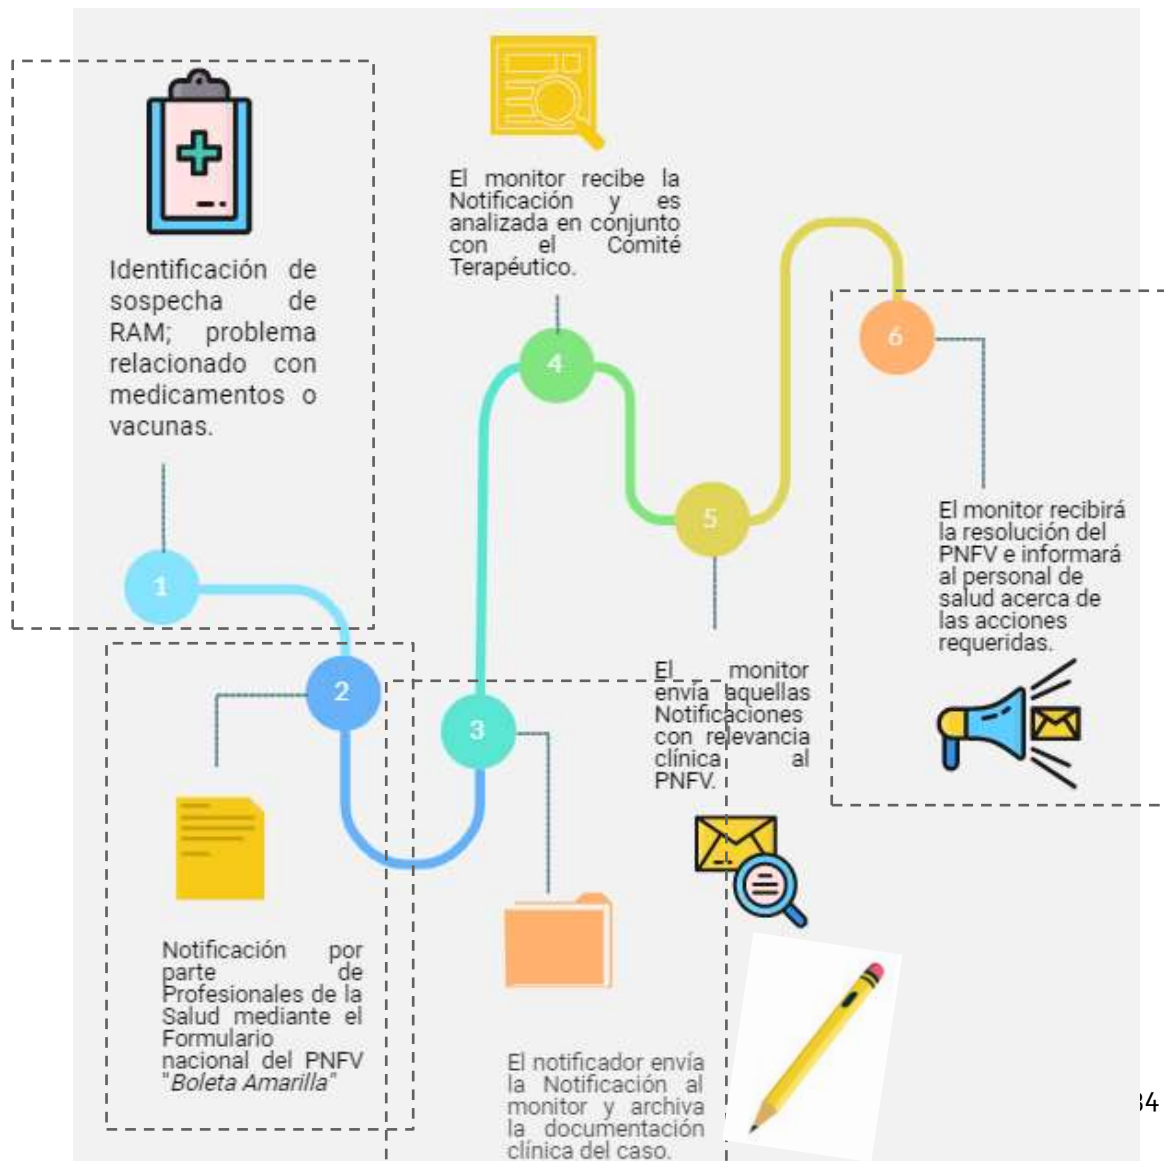 Identificación de
sospecha de
RAM; problema
relacionado con
medicamentos o
vacunas.
1
2
Notificación por
parte de
Profesionales de la
Salud mediante el
Formulario
nacional del PNFV
"Boleta Amarilla"
3
El notificador envía
la Notificación al
monitor y archiva
la documentación
clínica del caso.
El monitor recibe la
Notificación y es
analizada en conjunto
con el Cómité
Terapéutico.
4
5
El monitor
envía aquellas
Notificaciones
con relevancia
clínica al
PNFV.
6
El monitor recibirá
la resolución del
PNFV e informará
al personal de
salud acerca de
las acciones
requeridas.